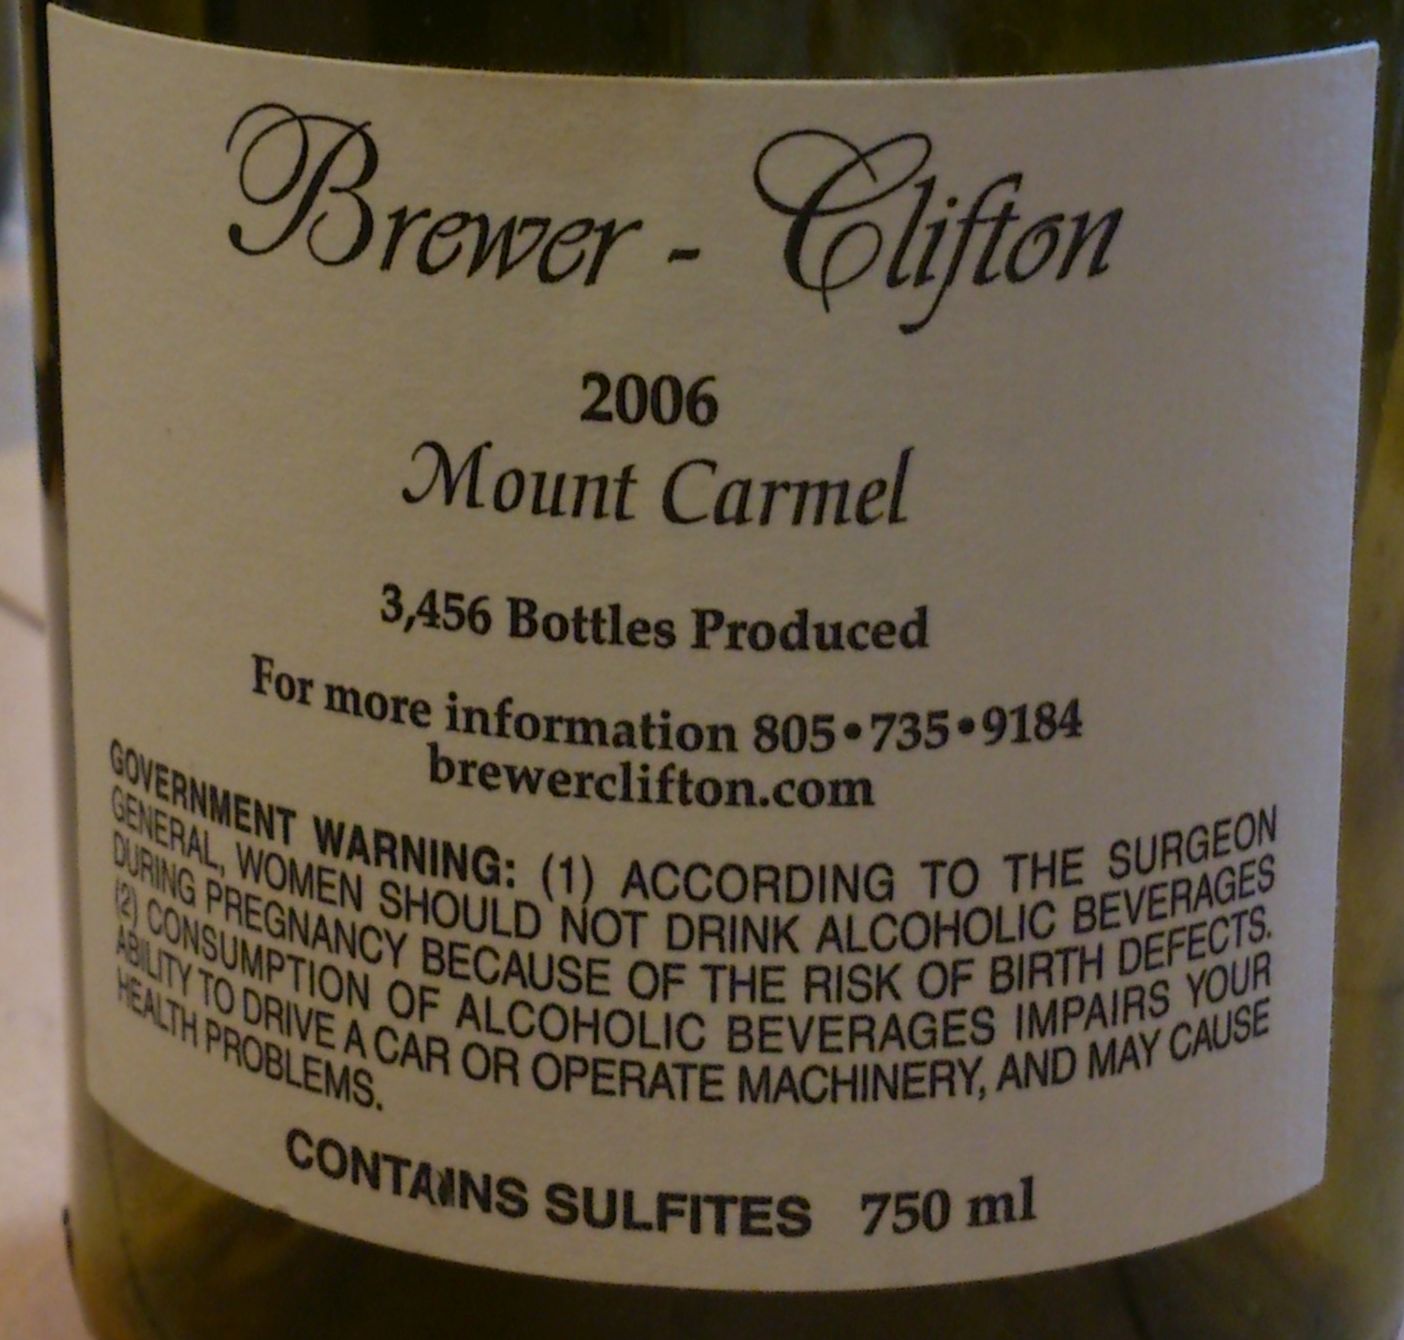 Brewer - Clifton
2006
Mount Carmel
3,456 Bottles Produced
For more information 805•735•9184
brewerclifton.com
GOVERNMENT WARNING: (1) ACCORDING TO THE SURGEON
GENERAL, WOMEN SHOULD NOT DRINK ALCOHOLIC BEVERAGES
DURING PREGNANCY BECAUSE OF THE RISK OF BIRTH DEFECTS.
(2) CONSUMPTION OF ALCOHOLIC BEVERAGES IMPAIRS YOUR
ABILITY TO DRIVE A CAR OR OPERATE MACHINERY, AND MAY CAUSE
HEALTH PROBLEMS.
CONTAINS SULFITES 750 ml